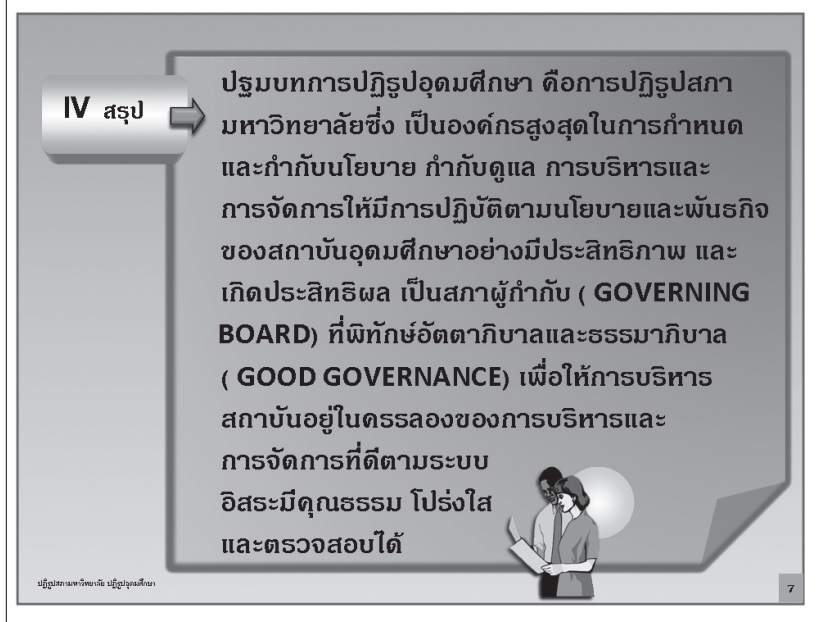 IV สรุป
ปฐมบทการปฏิรูปอุดมศึกษา คือการปฏิรูปสภา
มหาวิทยาลัยซึ่ง เป็นองค์กรสูงสุดในการกำหนด
และกำกับนโยบาย กำกับดูแล การบริหารและ
การจัดการให้มีการปฏิบัติตามนโยบายและพันธกิจ
ของสถาบันอุดมศึกษาอย่างมีประสิทธิภาพ และ
เกิดประสิทธิผล เป็นสภาผู้กำกับ ( GOVERNING
BOARD) ที่พิทักษ์อัตตาภิบาลและธรรมาภิบาล
( GOOD GOVERNANCE) เพื่อให้การบริหาร
สถาบันอยู่ในครรลองของการบริหารและ
การจัดการที่ดีตามระบบ
อิสระมีคุณธรรม โปร่งใส
และตรวจสอบได้
ปฏิรูปสภามหาวิทยาลัย ปฏิรูปอุดมศึกษา
7